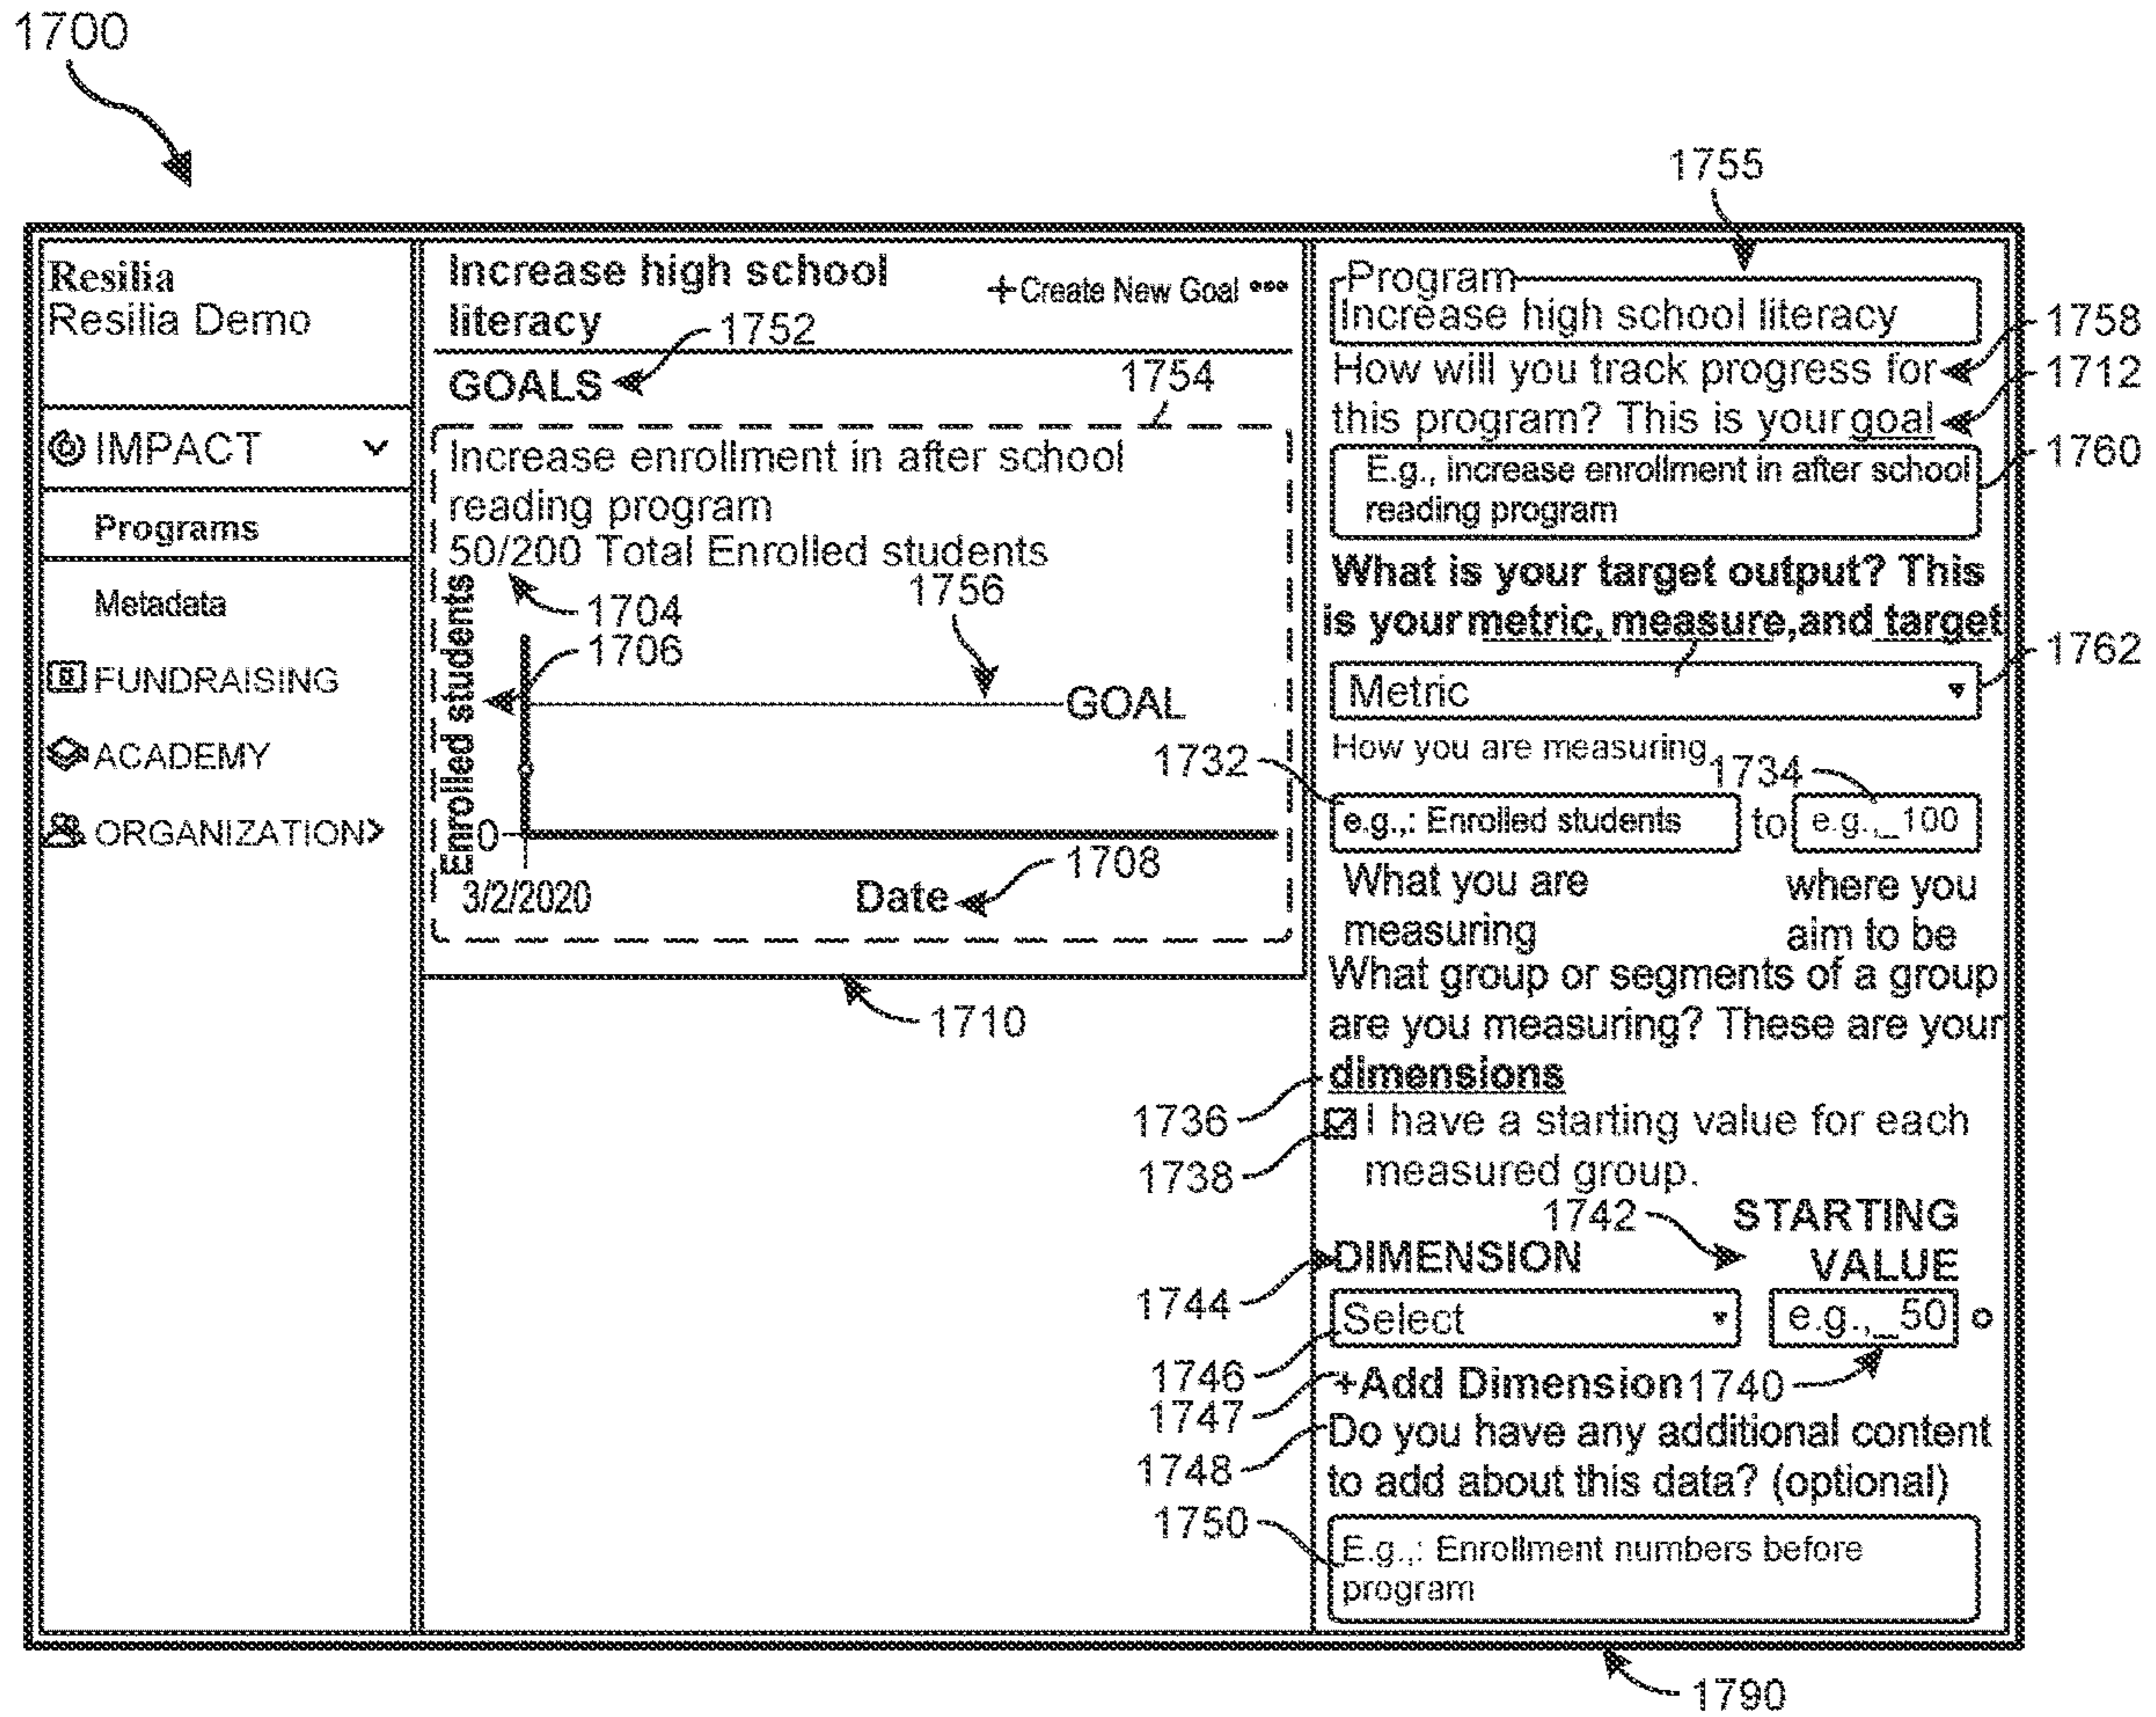 1700
1755
Resilia
Resilia Demo
IMPACT
Programs
Metadata
FUNDRAISING
ACADEMY
ORGANIZATION>
Increase high school
literacy
+Create New Goal •••
1752
GOALS
1754
Increase enrollment in after school
reading program
50/200 Total Enrolled students
1704
1756
1706
Enrolled students
GOAL
0
3/2/2020
Date
1708
1710
Program
Increase high school literacy
1758
How will you track progress for
1712
this program? This is your goal
1760
E.g., increase enrollment in after school
reading program
What is your target output? This
is your metric, measure,and target
1762
Metric
How you are measuring
1732
1734
e.g.,: Enrolled students
to
e.g.,_100
What you are
measuring
where you
aim to be
What group or segments of a group
are you measuring? These are your
dimensions
1736
I have a starting value for each
measured group.
1738
1742
STARTING
VALUE
DIMENSION
1744
Select
e.g.,_50
1746
+Add Dimension
1740
1747
Do you have any additional content
to add about this data? (optional)
1748
1750
E.g.,: Enrollment numbers before
program
1790